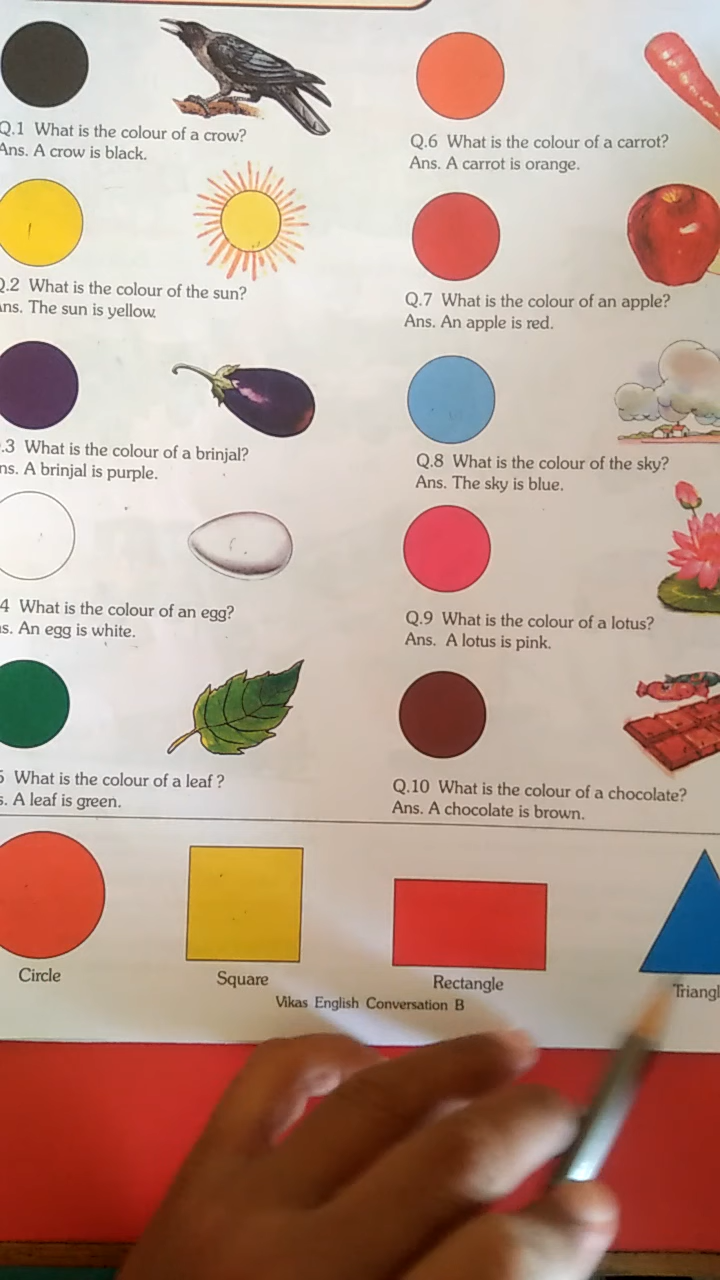 Q.1 What is the colour of a crow?
Ans. A crow is black.
Q.2 What is the colour of the sun?
ns. The sun is yellow.
.3 What is the colour of a brinjal?
ns. A brinjal is purple.
4 What is the colour of an egg?
s. An egg is white.
5 What is the colour of a leaf ?
s. A leaf is green.
Q.6 What is the colour of a carrot?
Ans. A carrot is orange.
Q.7 What is the colour of an apple?
Ans. An apple is red.
Q.8 What is the colour of the sky?
Ans. The sky is blue.
Q.9 What is the colour of a lotus?
Ans. A lotus is pink.
Q.10 What is the colour of a chocolate?
Ans. A chocolate is brown.
Circle
Square
Rectangle
Triangl
Vikas English Conversation B